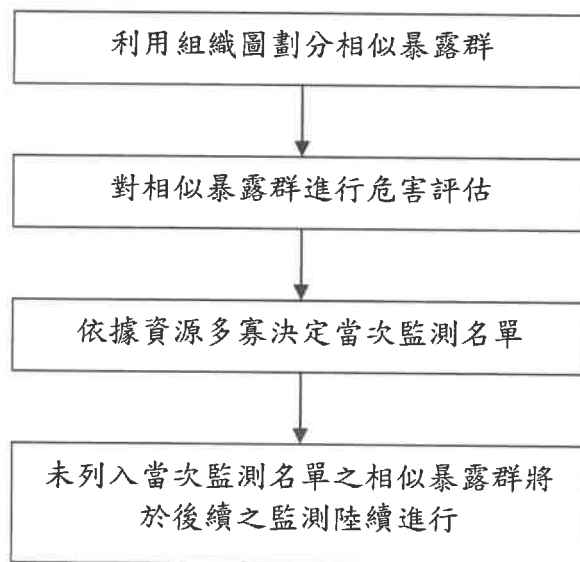 利用組織圖劃分相似暴露群
對相似暴露群進行危害評估
依據資源多寡決定當次監測名單
未列入當次監測名單之相似暴露群將
於後續之監測陸續進行